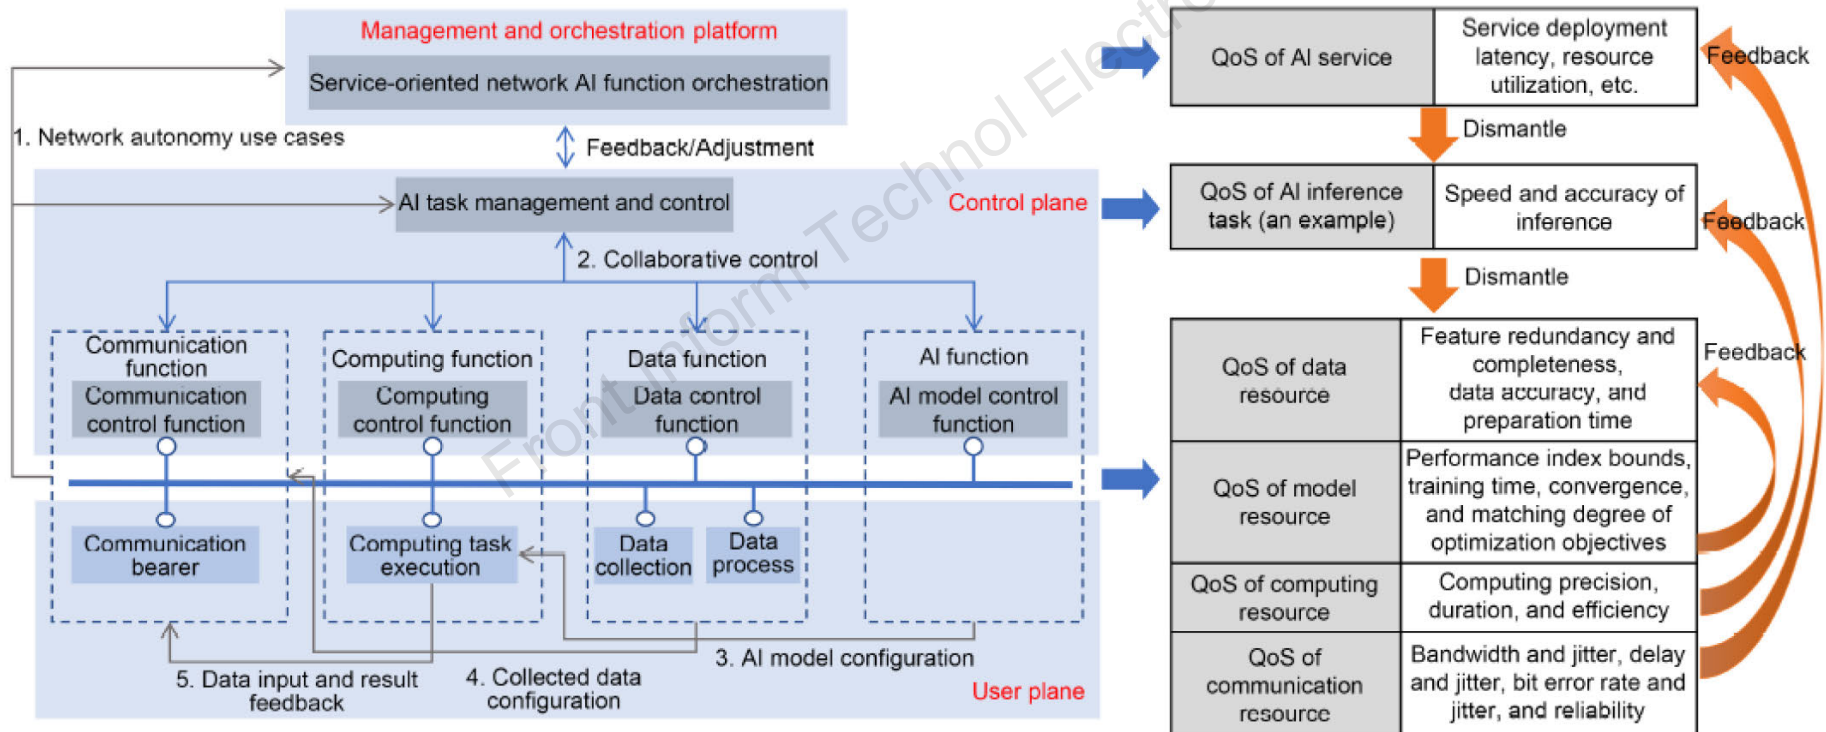 Management and orchestration platform
Service-oriented network AI function orchestration
1. Network autonomy use cases
Feedback/Adjustment
AI task management and control
Control plane
2. Collaborative control
Communication
function
Communication
control function
Computing function
Computing
control function
Data function
Data control
function
AI function
AI model control
function
Communication
bearer
Computing task
execution
Data
collection
Data
process
3. AI model configuration
4. Collected data
configuration
5. Data input and result
feedback
User plane
QoS of AI service
Service deployment
latency, resource
utilization, etc.
Feedback
Dismantle
QoS of AI inference
task (an example)
Speed and accuracy of
inference
Feedback
Dismantle
QoS of data
resource
Feature redundancy and
completeness,
data accuracy, and
preparation time
Feedback
QoS of model
resource
Performance index bounds,
training time, convergence,
and matching degree of
optimization objectives
QoS of computing
resource
Computing precision,
duration, and efficiency
QoS of
communication
resource
Bandwidth and jitter, delay
and jitter, bit error rate and
jitter, and reliability
Front Inform Technol Electro